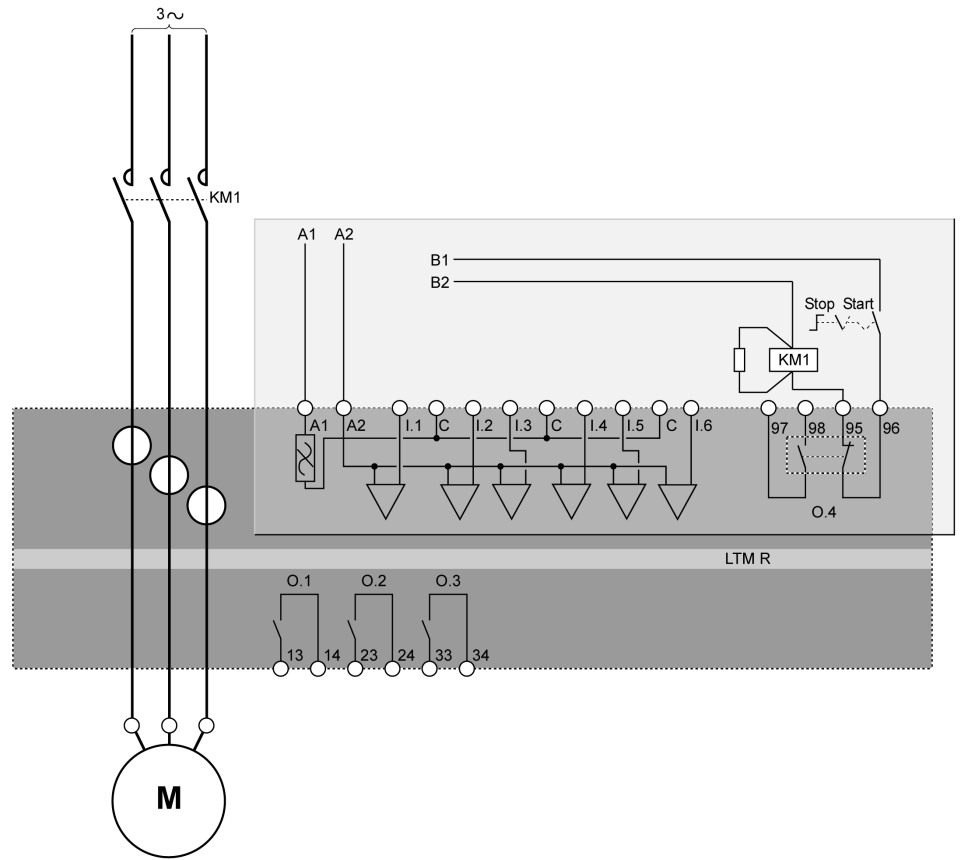 3~
KM1
A1 A2
B1
B2
Stop Start
KM1
A1 A2 I.1 C I.2 I.3 C I.4 I.5 C I.6 97 98 95 96
O.4
LTM R
O.1 O.2 O.3
13 14 23 24 33 34
M